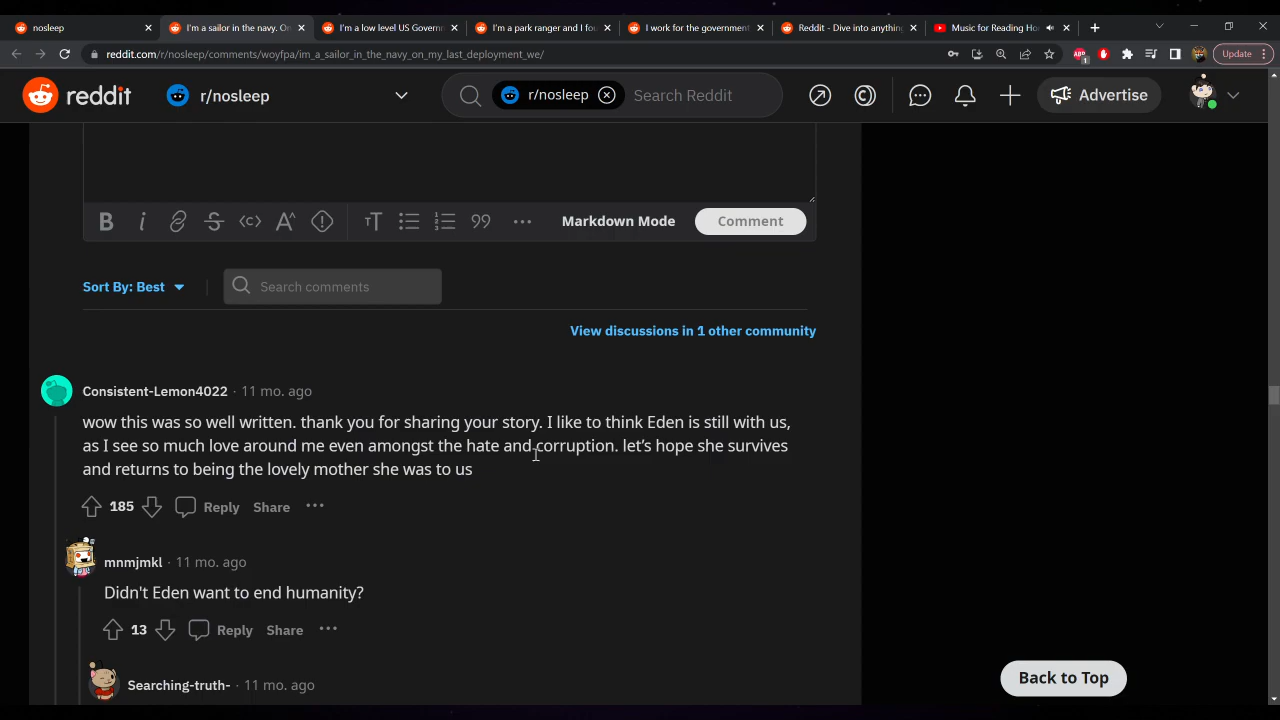 nosleep
I'm a sailor in the navy. On
I'm a low level US Governm
I'm a park ranger and I fou
I work for the government
Reddit - Dive into anything
Music for Reading Ho
reddit.com/r/nosleep/comments/woyfpa/im_a_sailor_in_the_navy_on_my_last_deployment_we/
Update
reddit
r/nosleep
r/nosleep
Search Reddit
Advertise
Markdown Mode
Comment
Sort By: Best
Search comments
View discussions in 1 other community
Consistent-Lemon4022 · 11 mo. ago
wow this was so well written. thank you for sharing your story. I like to think Eden is still with us,
as I see so much love around me even amongst the hate and corruption. let’s hope she survives
and returns to being the lovely mother she was to us
185
Reply
Share
mnmjmkl · 11 mo. ago
Didn't Eden want to end humanity?
13
Reply
Share
Searching-truth- · 11 mo. ago
Back to Top